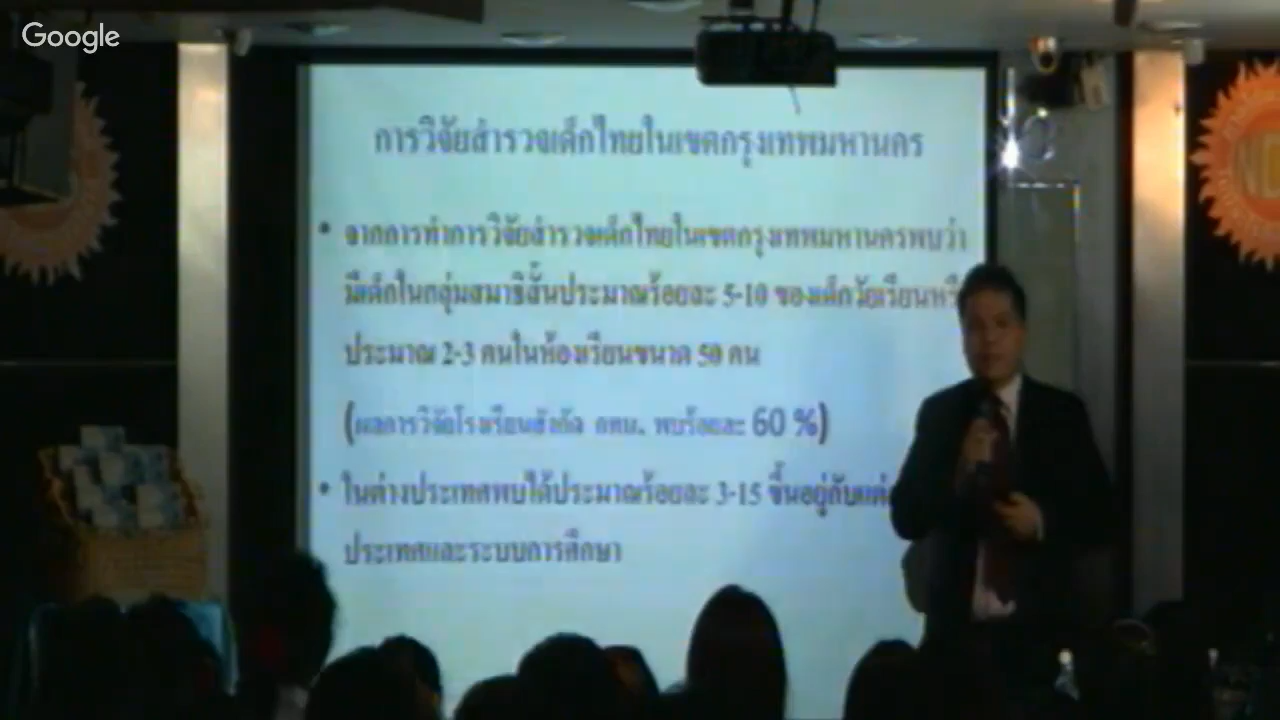 Google
การวิจัยสำรวจเด็กไทยในเขตกรุงเทพมหานคร
• จากการทำการวิจัยสำรวจเด็กไทยในเขตกรุงเทพมหานครพบว่า
มีเด็กในกลุ่มสมาธิสั้นประมาณร้อยละ 5-10 ของเด็กวัยเรียนหรื
ประมาณ 2-3 คนในห้องเรียนขนาด 50 คน
(ผลการวิจัยโรงเรียนสังกัด กทม. พบร้อยละ 60 %)
• ในต่างประเทศพบได้ประมาณร้อยละ 3-15 ขึ้นอยู่กับแต่
ประเทศและระบบการศึกษา